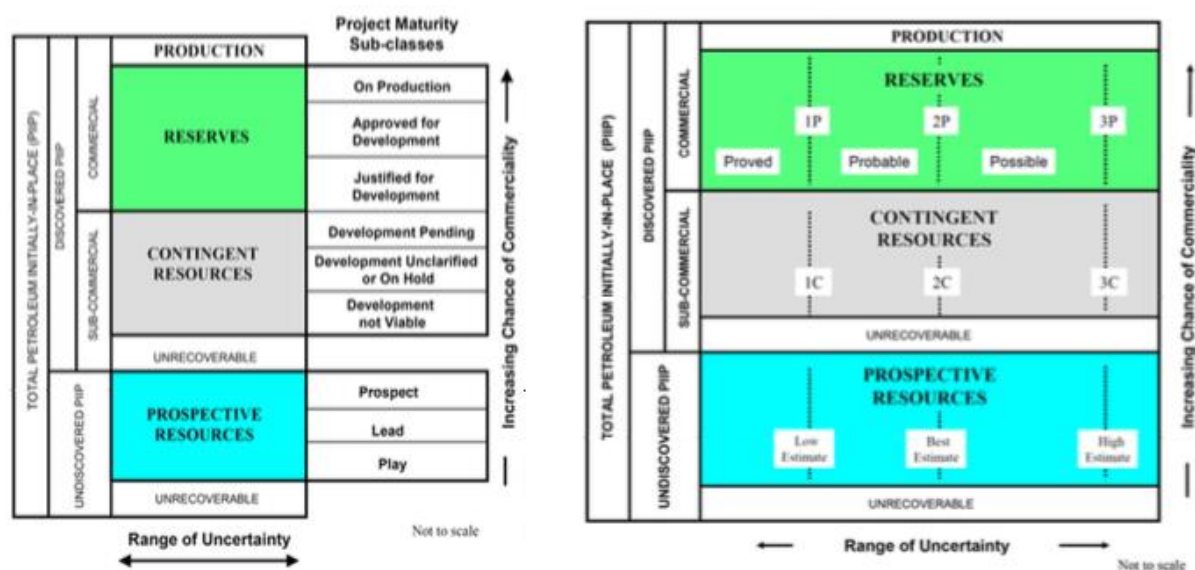 Project Maturity
Sub-classes
TOTAL PETROLEUM INITIALLY-IN-PLACE (PIIP)
DISCOVERED PIIP
COMMERCIAL
SUB-COMMERCIAL
UNDISCOVERED PIIP
PRODUCTION
RESERVES
On Production
Approved for
Development
Justified for
Development
CONTINGENT
RESOURCES
Development Pending
Development Unclarified
or On Hold
Development
not Viable
UNRECOVERABLE
PROSPECTIVE
RESOURCES
Prospect
Lead
Play
UNRECOVERABLE
Increasing Chance of Commerciality
Not to scale
Range of Uncertainty
TOTAL PETROLEUM INITIALLY-IN-PLACE (PIIP)
DISCOVERED PIIP
COMMERCIAL
SUB-COMMERCIAL
UNDISCOVERED PIIP
PRODUCTION
RESERVES
1P 2P 3P
Proved Probable Possible
CONTINGENT
RESOURCES
1C 2C 3C
UNRECOVERABLE
PROSPECTIVE
RESOURCES
Low Best High
Estimate Estimate Estimate
UNRECOVERABLE
Increasing Chance of Commerciality
Range of Uncertainty
Not to scale